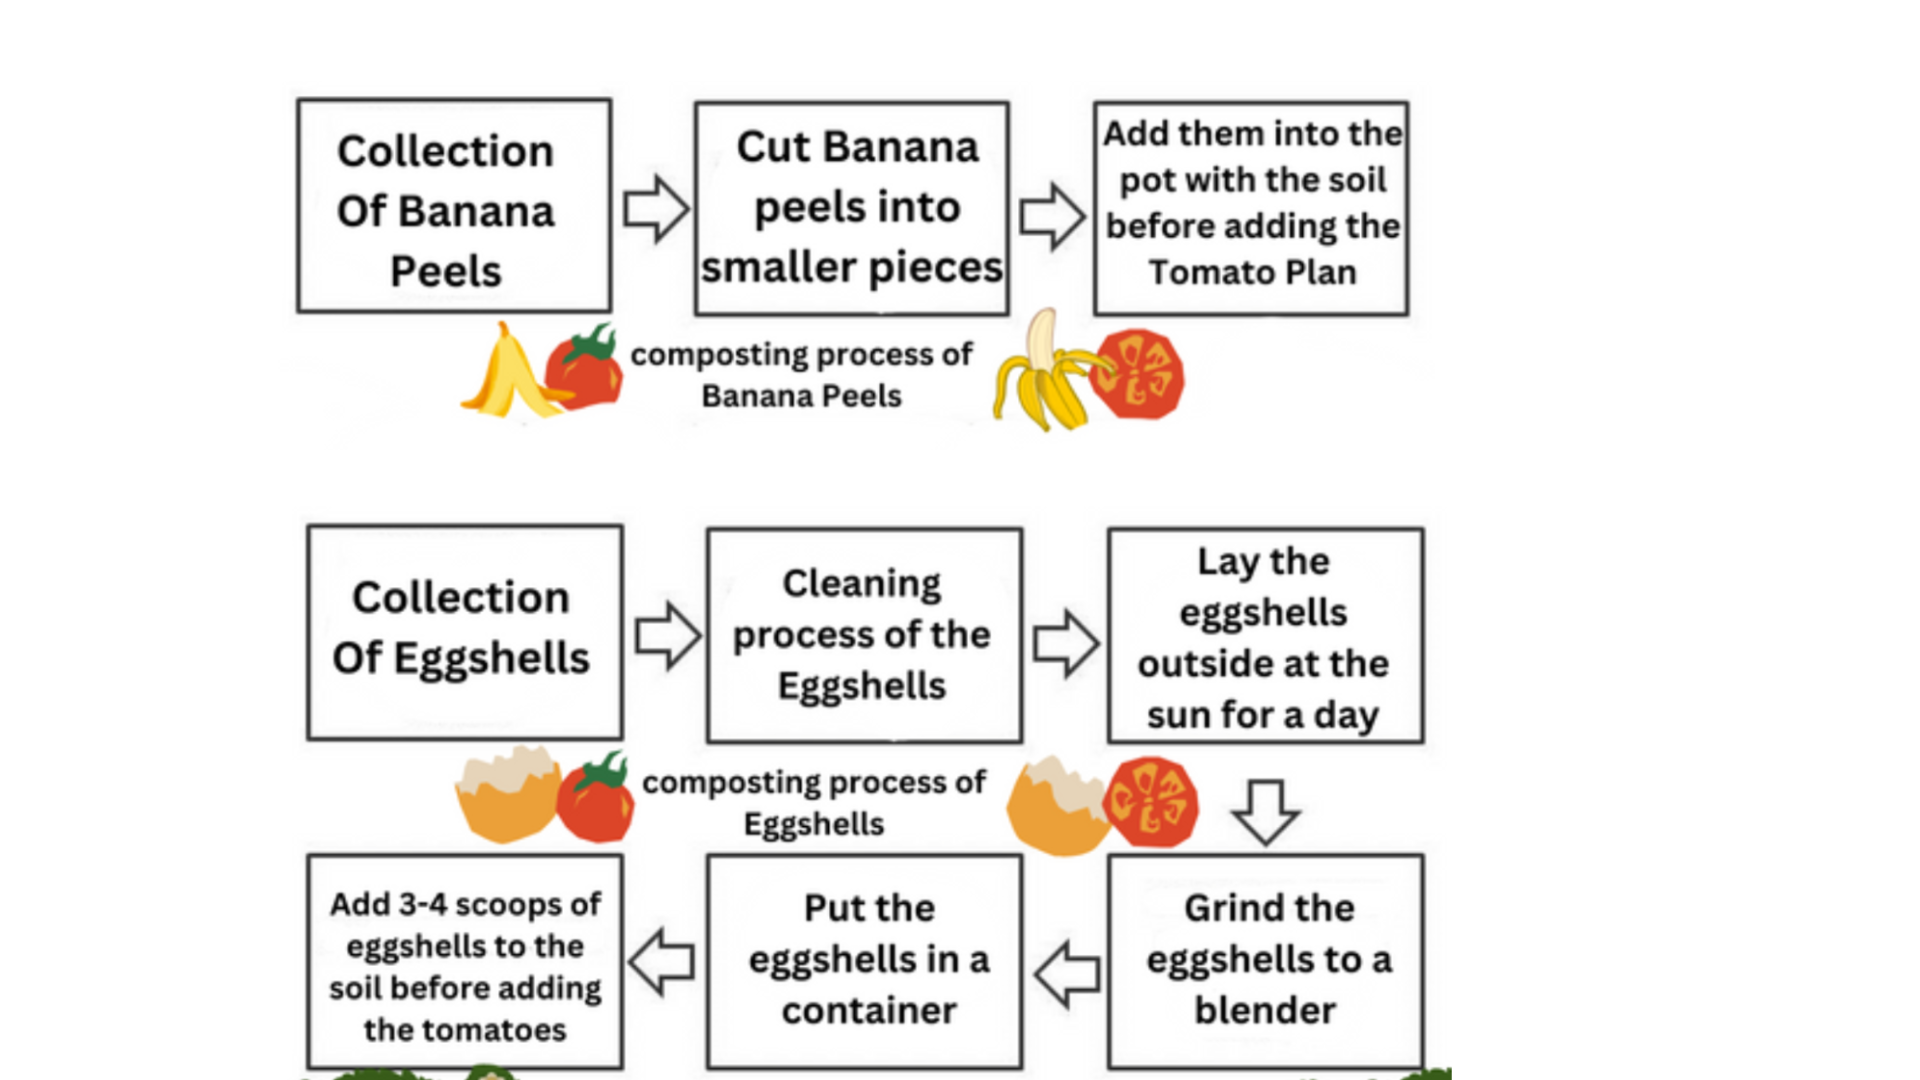 Collection
Of Banana
Peels
Cut Banana
peels into
smaller pieces
Add them into the
pot with the soil
before adding the
Tomato Plan
composting process of
Banana Peels
Collection
Of Eggshells
Cleaning
process of the
Eggshells
Lay the
eggshells
outside at the
sun for a day
composting process of
Eggshells
Grind the
eggshells to a
blender
Put the
eggshells in a
container
Add 3-4 scoops of
eggshells to the
soil before adding
the tomatoes